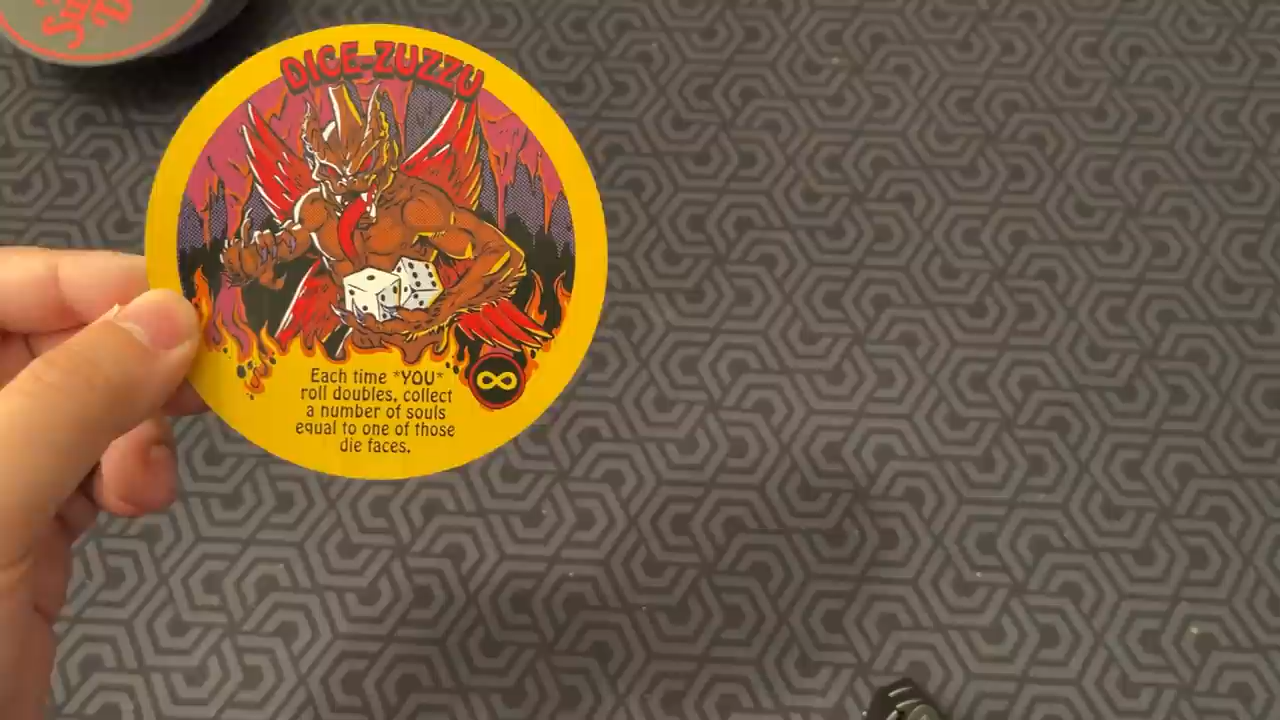 DICE-ZUZZU
Each time *YOU*
roll doubles, collect
a number of souls
equal to one of those
die faces.
∞